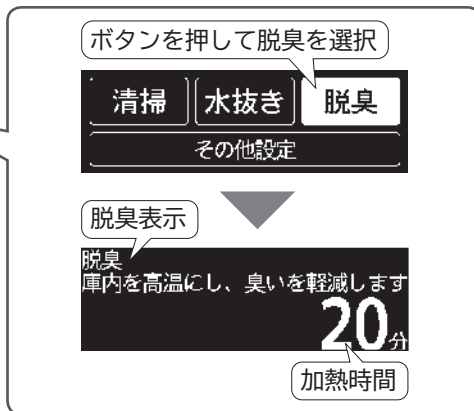 ボタンを押して脱臭を選択
清掃 水抜き 脱臭
その他設定
脱臭表示
脱臭
庫内を高温にし、臭いを軽減します
20分
加熱時間